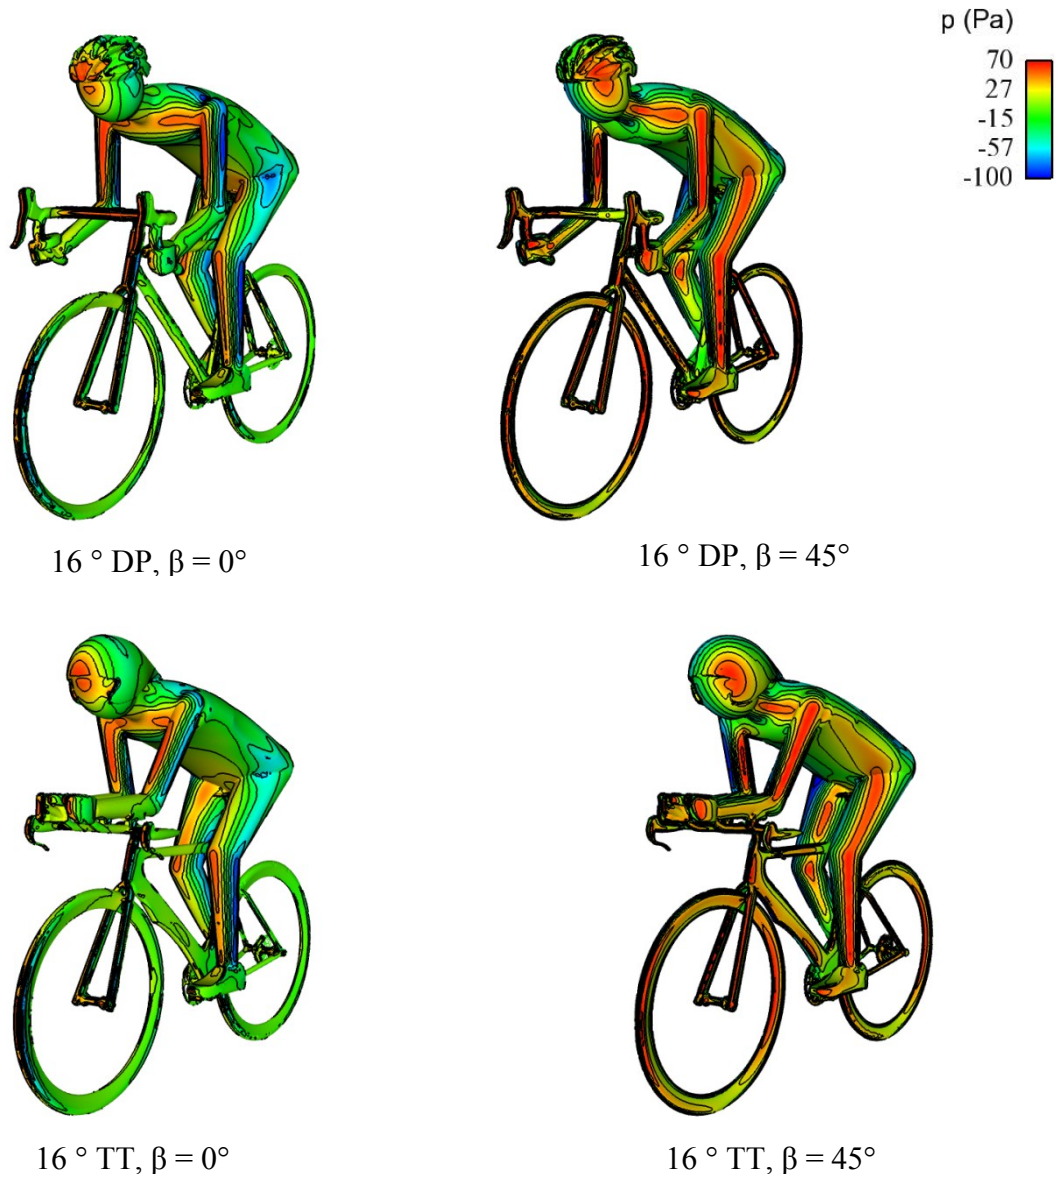 p (Pa)
70
27
-15
-57
-100
16 ° DP, β = 0°
16 ° DP, β = 45°
16 ° TT, β = 0°
16 ° TT, β = 45°